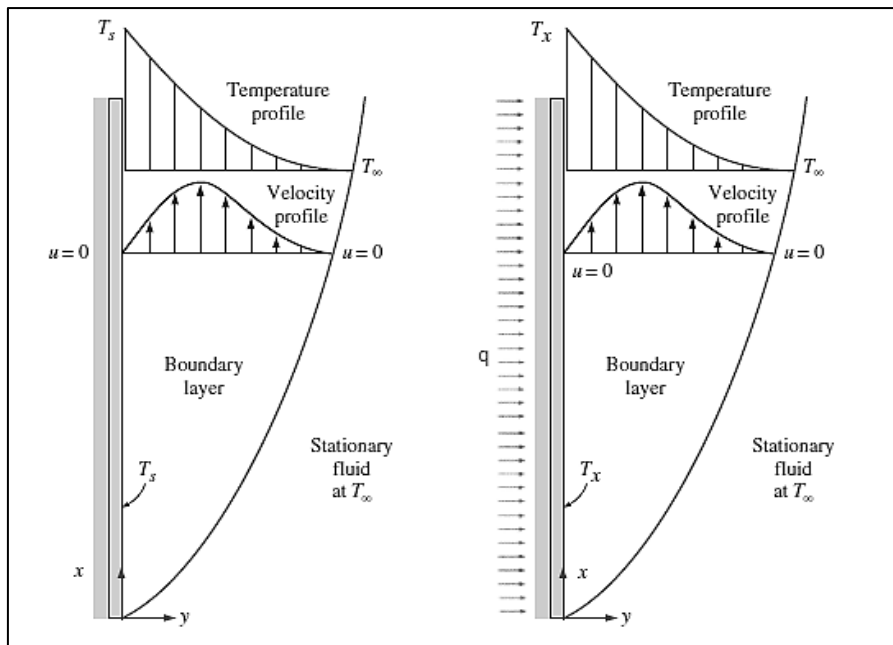 T_s
Temperature
profile
T_∞
Velocity
profile
u = 0
u = 0
Boundary
layer
Stationary
fluid
at T_∞
T_s
x
y
T_x
Temperature
profile
T_∞
Velocity
profile
u = 0
u = 0
q
Boundary
layer
Stationary
fluid
at T_∞
T_x
x
y